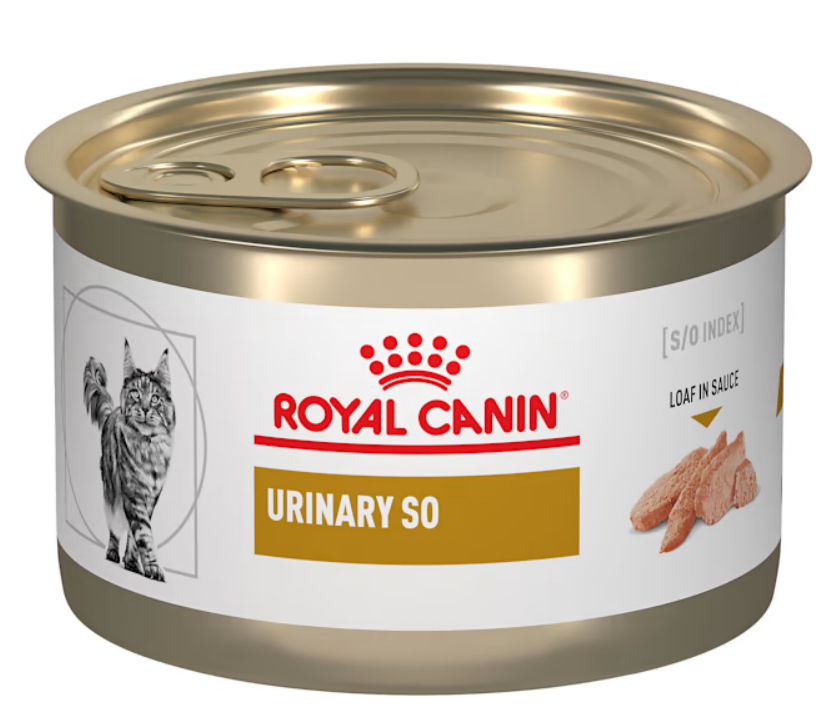 [S/O INDEX]
LOAF IN SAUCE
ROYAL CANIN®
URINARY SO